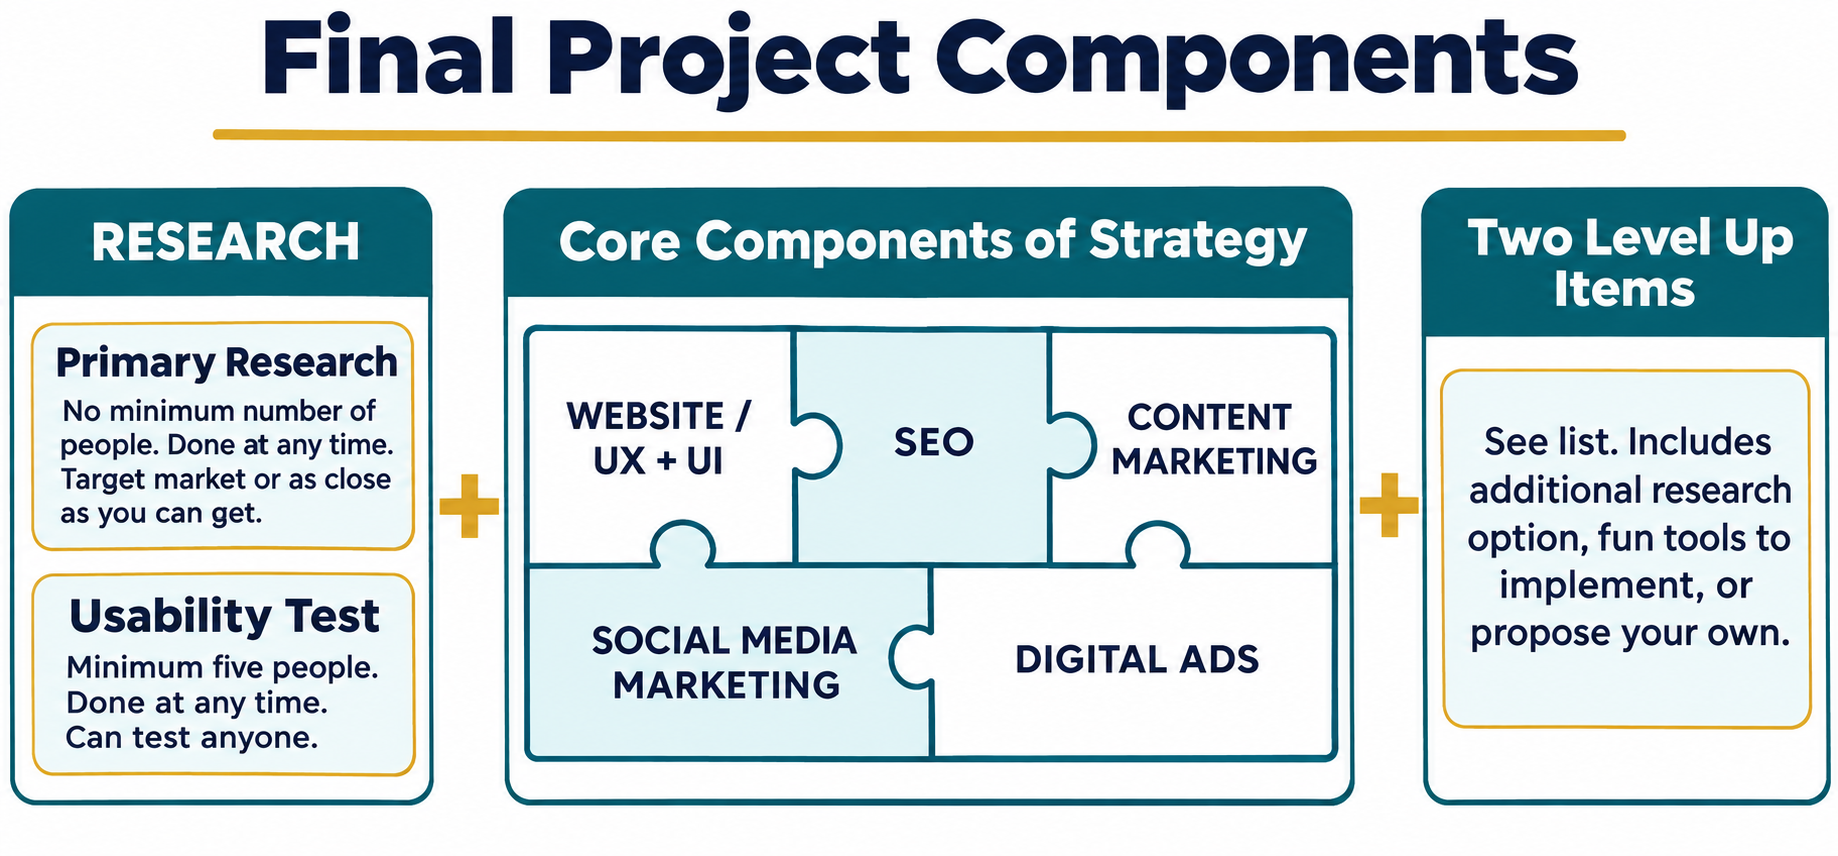 Final Project Components
RESEARCH
Primary Research
No minimum number of
people. Done at any time.
Target market or as close
as you can get.
Usability Test
Minimum five people.
Done at any time.
Can test anyone.
+
Core Components of Strategy
WEBSITE /
UX + UI
SEO
CONTENT
MARKETING
SOCIAL MEDIA
MARKETING
DIGITAL ADS
+
Two Level Up
Items
See list. Includes
additional research
option, fun tools to
implement, or
propose your own.